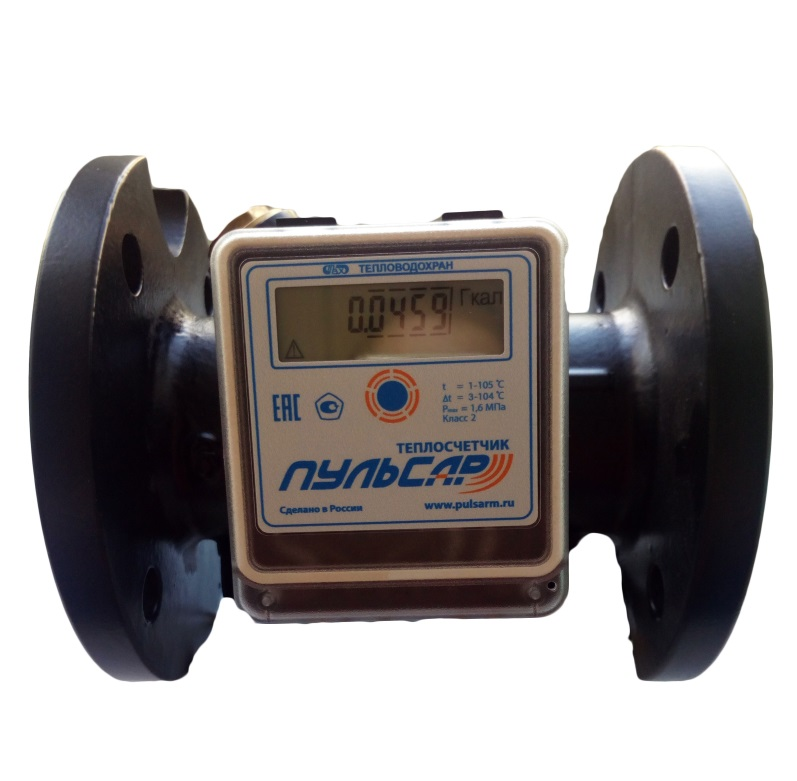 ТЕПЛОВОДОХРАН
0.0459 Гкал
EAC
t = 1-105 °C
Δt = 3-104 °C
Pmax = 1,6 МПа
Класс 2
ТЕПЛОСЧЕТЧИК
ПУЛЬСАР
Сделано в России
www.pulsarm.ru